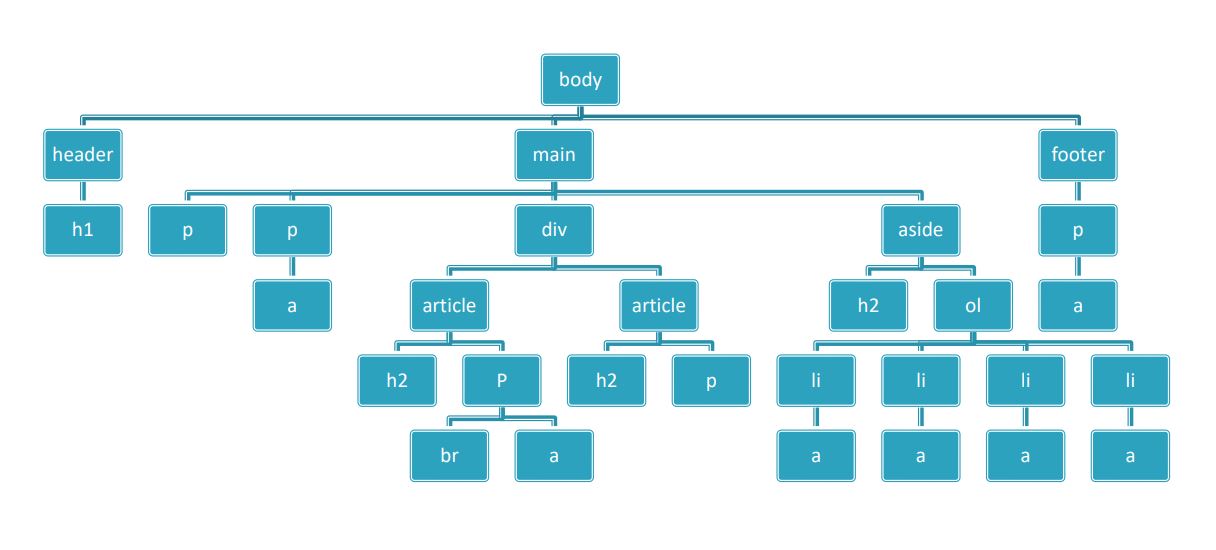 body
header
main
footer
h1
p
p
div
aside
p
a
article
article
h2
ol
a
h2
P
h2
p
li
li
li
li
br
a
a
a
a
a